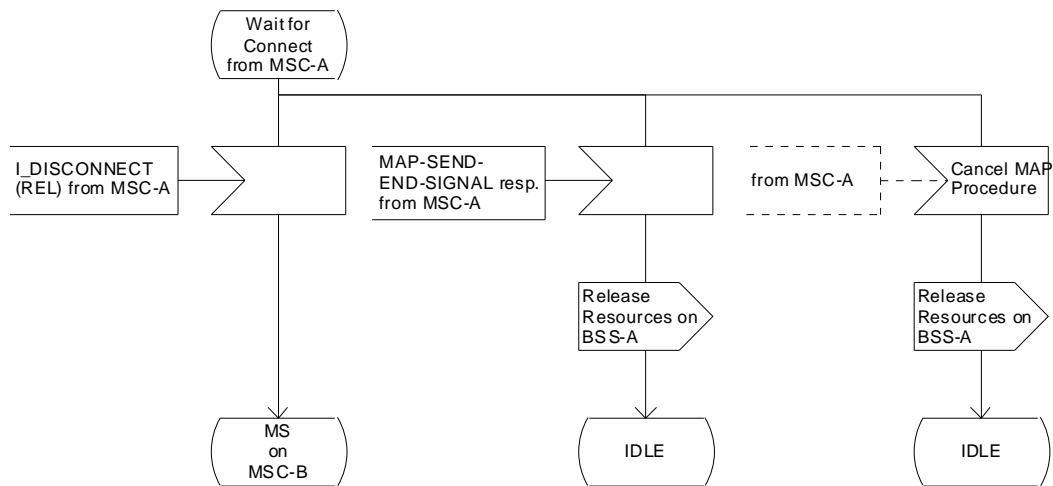 Wait for
Connect
from MSC-A
I_DISCONNECT
(REL) from MSC-A
MAP-SEND-
END-SIGNAL resp.
from MSC-A
from MSC-A
Cancel MAP
Procedure
Release
Resources on
BSS-A
Release
Resources on
BSS-A
MS
on
MSC-B
IDLE
IDLE